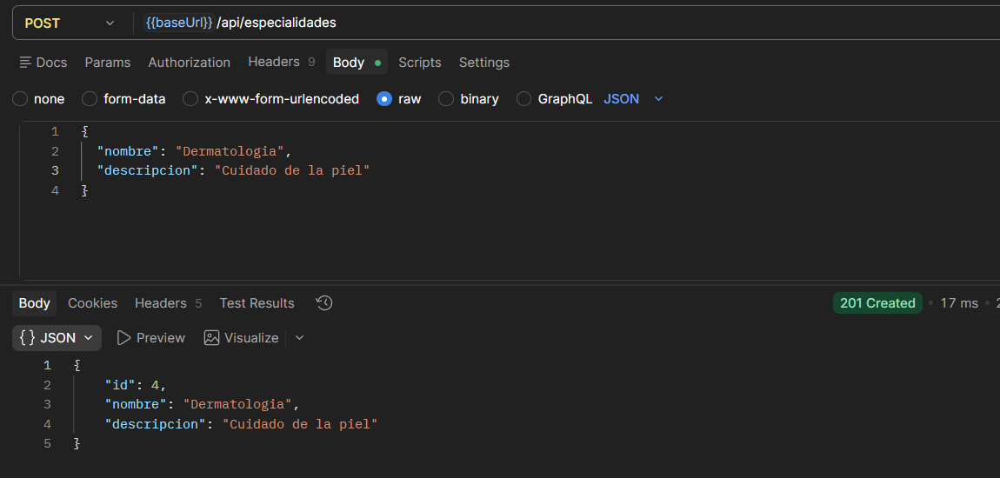 POST {{baseUrl}} /api/especialidades
Docs Params Authorization Headers 9 Body Scripts Settings
none form-data x-www-form-urlencoded raw binary GraphQL JSON
1 {
2 "nombre": "Dermatologia",
3 "descripcion": "Cuidado de la piel"
4 }
Body Cookies Headers 5 Test Results 201 Created • 17 ms •
{} JSON Preview Visualize
1 {
2 "id": 4,
3 "nombre": "Dermatologia",
4 "descripcion": "Cuidado de la piel"
5 }